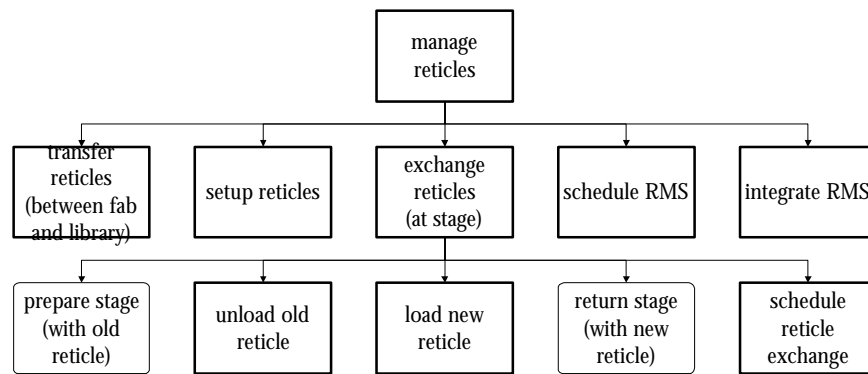 manage
reticles
transfer
reticles
(between fab
and library)
setup reticles
exchange
reticles
(at stage)
schedule RMS
integrate RMS
prepare stage
(with old
reticle)
unload old
reticle
load new
reticle
return stage
(with new
reticle)
schedule
reticle
exchange